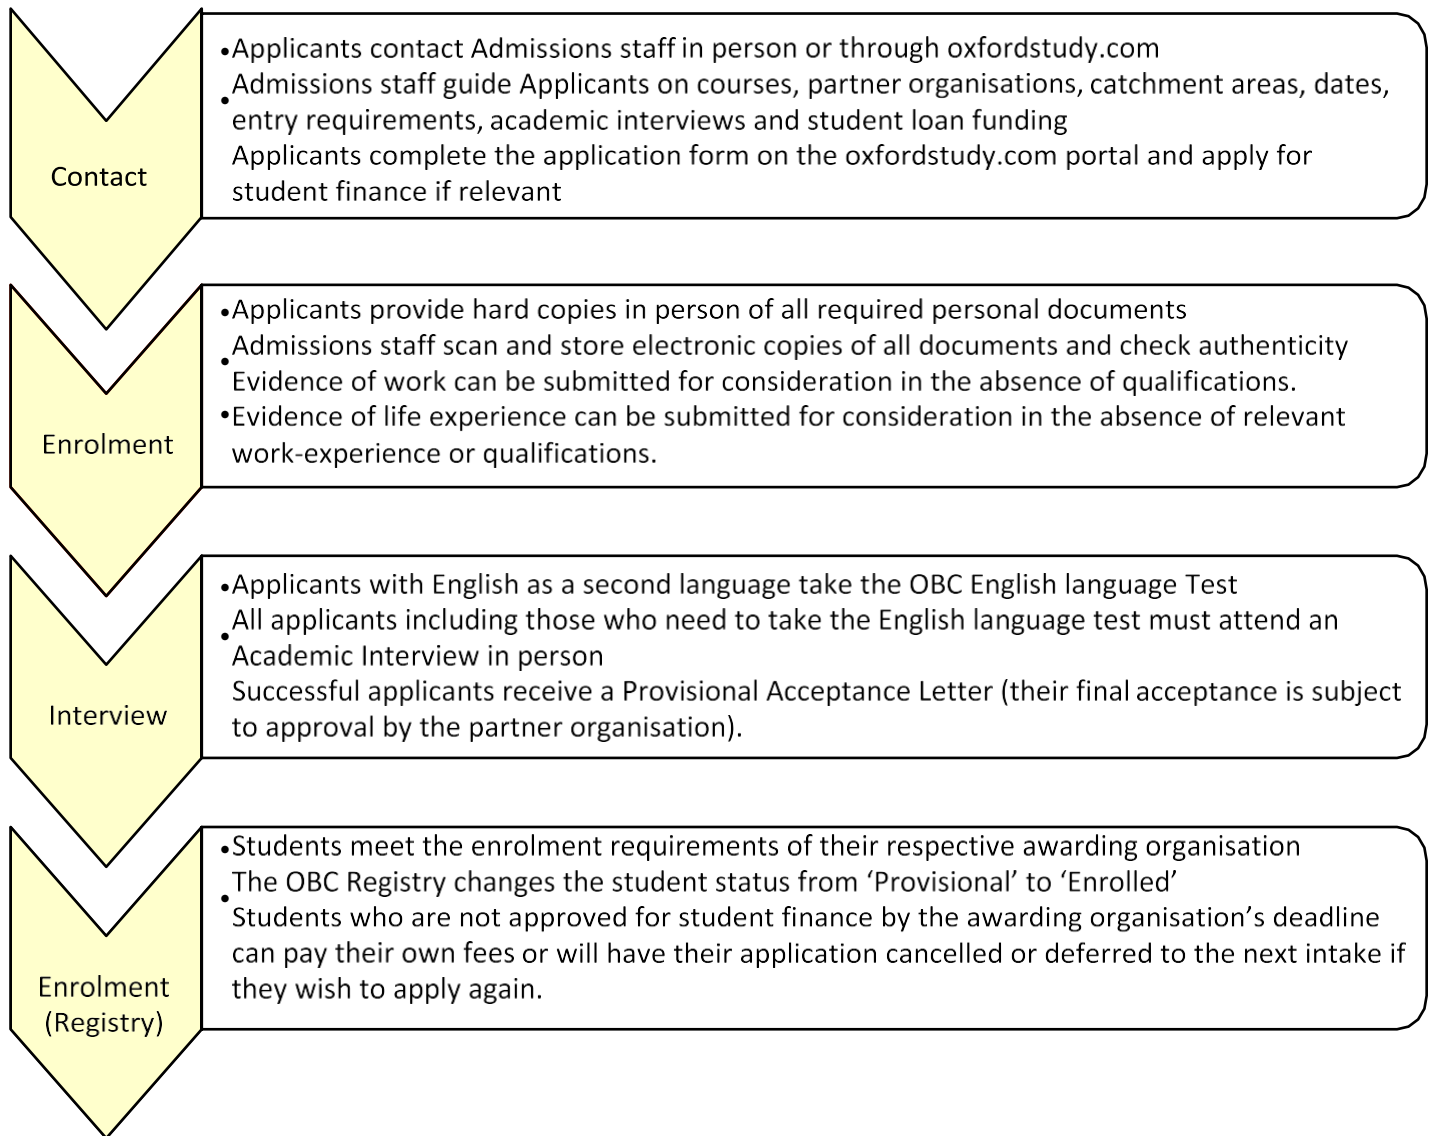 Contact
•Applicants contact Admissions staff in person or through oxfordstudy.com
•Admissions staff guide Applicants on courses, partner organisations, catchment areas, dates,
entry requirements, academic interviews and student loan funding
Applicants complete the application form on the oxfordstudy.com portal and apply for
student finance if relevant
Enrolment
•Applicants provide hard copies in person of all required personal documents
•Admissions staff scan and store electronic copies of all documents and check authenticity
Evidence of work can be submitted for consideration in the absence of qualifications.
•Evidence of life experience can be submitted for consideration in the absence of relevant
work-experience or qualifications.
Interview
•Applicants with English as a second language take the OBC English language Test
•All applicants including those who need to take the English language test must attend an
Academic Interview in person
Successful applicants receive a Provisional Acceptance Letter (their final acceptance is subject
to approval by the partner organisation).
Enrolment
(Registry)
•Students meet the enrolment requirements of their respective awarding organisation
The OBC Registry changes the student status from ‘Provisional’ to ‘Enrolled’
•Students who are not approved for student finance by the awarding organisation’s deadline
can pay their own fees or will have their application cancelled or deferred to the next intake if
they wish to apply again.